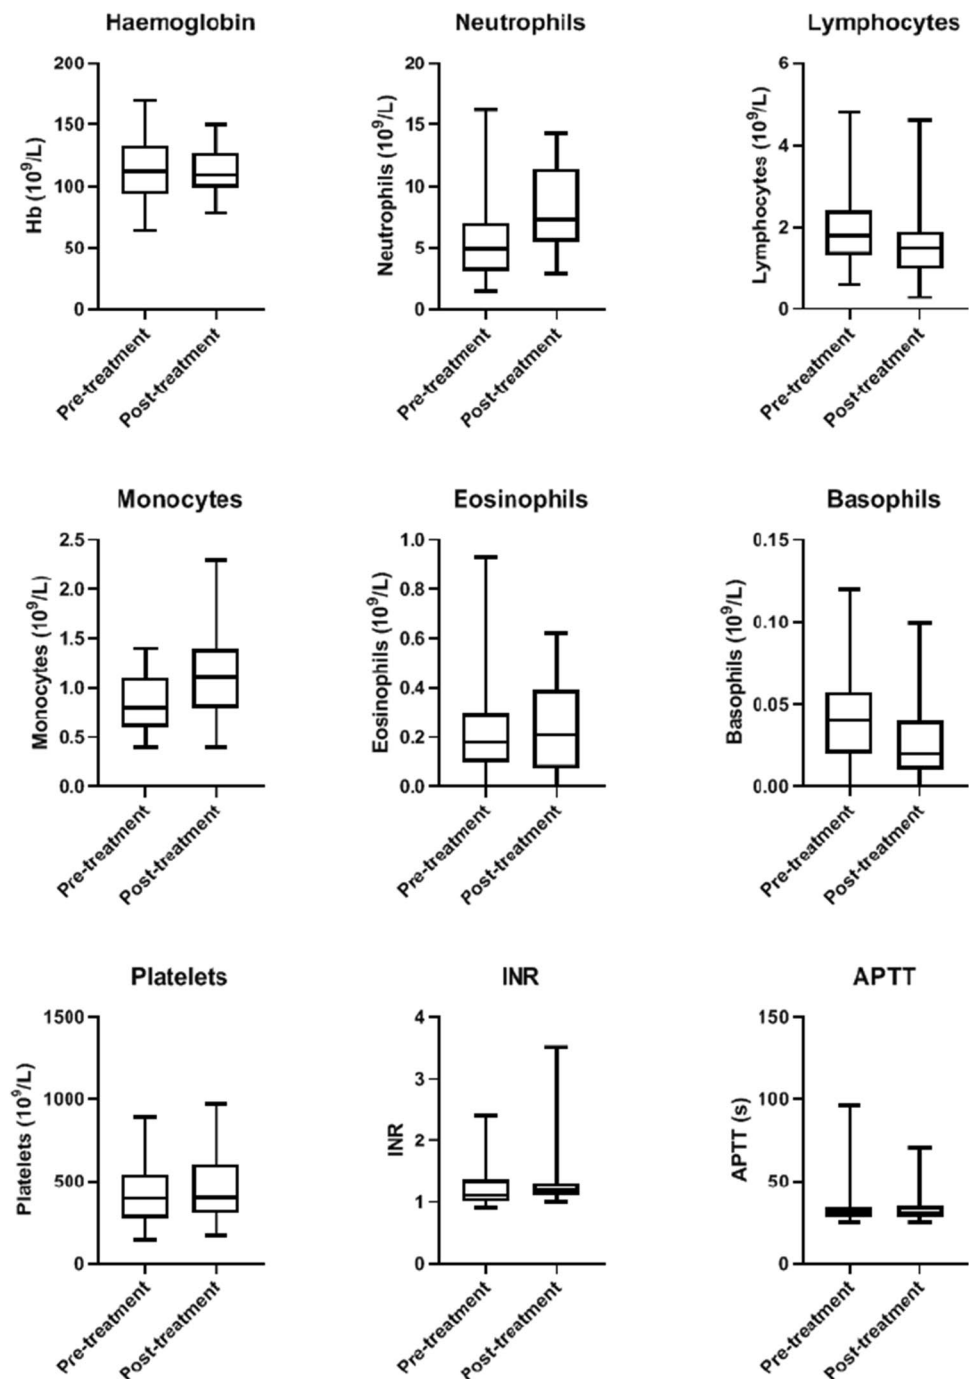 Haemoglobin
Hb (10⁹/L)
200
150
100
50
0
Pre-treatment
Post-treatment
Neutrophils
Neutrophils (10⁹/L)
20
15
10
5
0
Pre-treatment
Post-treatment
Lymphocytes
Lymphocytes (10⁹/L)
6
4
2
0
Pre-treatment
Post-treatment
Monocytes
Monocytes (10⁹/L)
2.5
2.0
1.5
1.0
0.5
0.0
Pre-treatment
Post-treatment
Eosinophils
Eosinophils (10⁹/L)
1.0
0.8
0.6
0.4
0.2
0.0
Pre-treatment
Post-treatment
Basophils
Basophils (10⁹/L)
0.15
0.10
0.05
0.00
Pre-treatment
Post-treatment
Platelets
Platelets (10⁹/L)
1500
1000
500
0
Pre-treatment
Post-treatment
INR
INR
4
3
2
1
0
Pre-treatment
Post-treatment
APTT
APTT (s)
150
100
50
0
Pre-treatment
Post-treatment